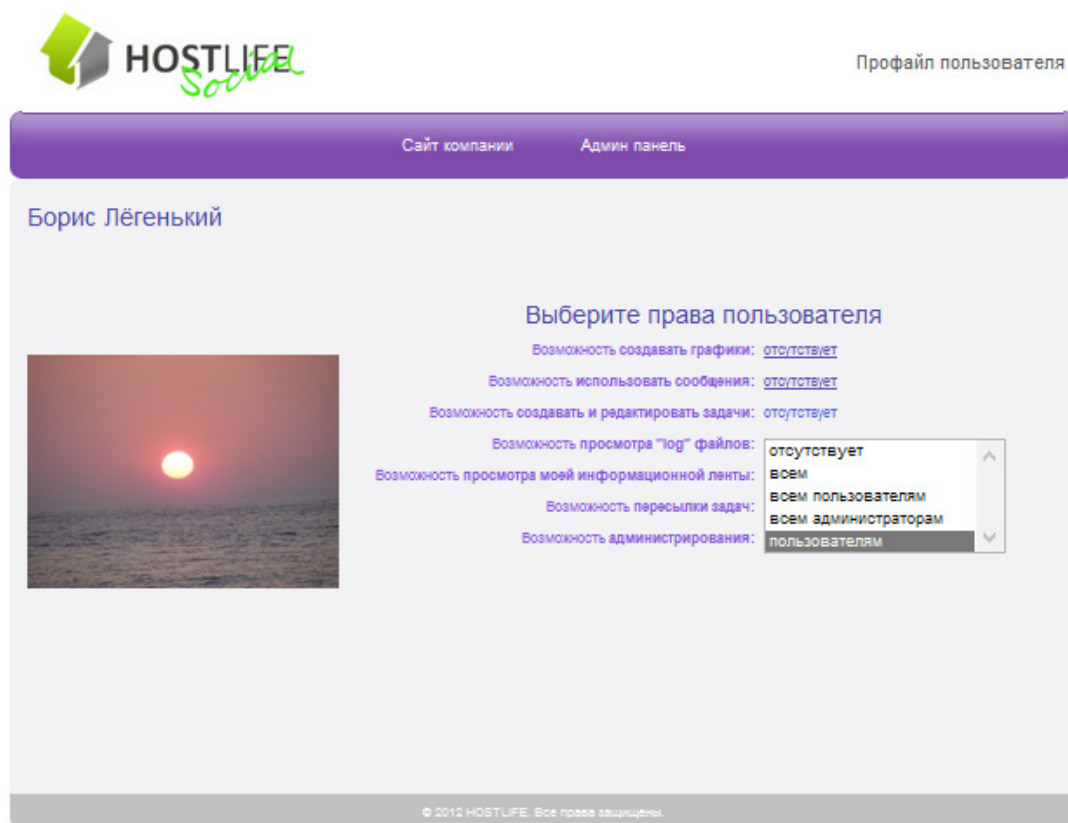 HOSTLIFE
Social
Профайл пользователя
Сайт компании Админ панель
Борис Лёгенький
Выберите права пользователя
Возможность создавать графики: отсутствует
Возможность использовать сообщения: отсутствует
Возможность создавать и редактировать задачи: отсутствует
Возможность просмотра "log" файлов:
Возможность просмотра моей информационной ленты:
Возможность пересылки задач:
Возможность администрирования:
отсутствует
всем
всем пользователям
всем администраторам
пользователям
© 2012 HOSTLIFE. Все права защищены.